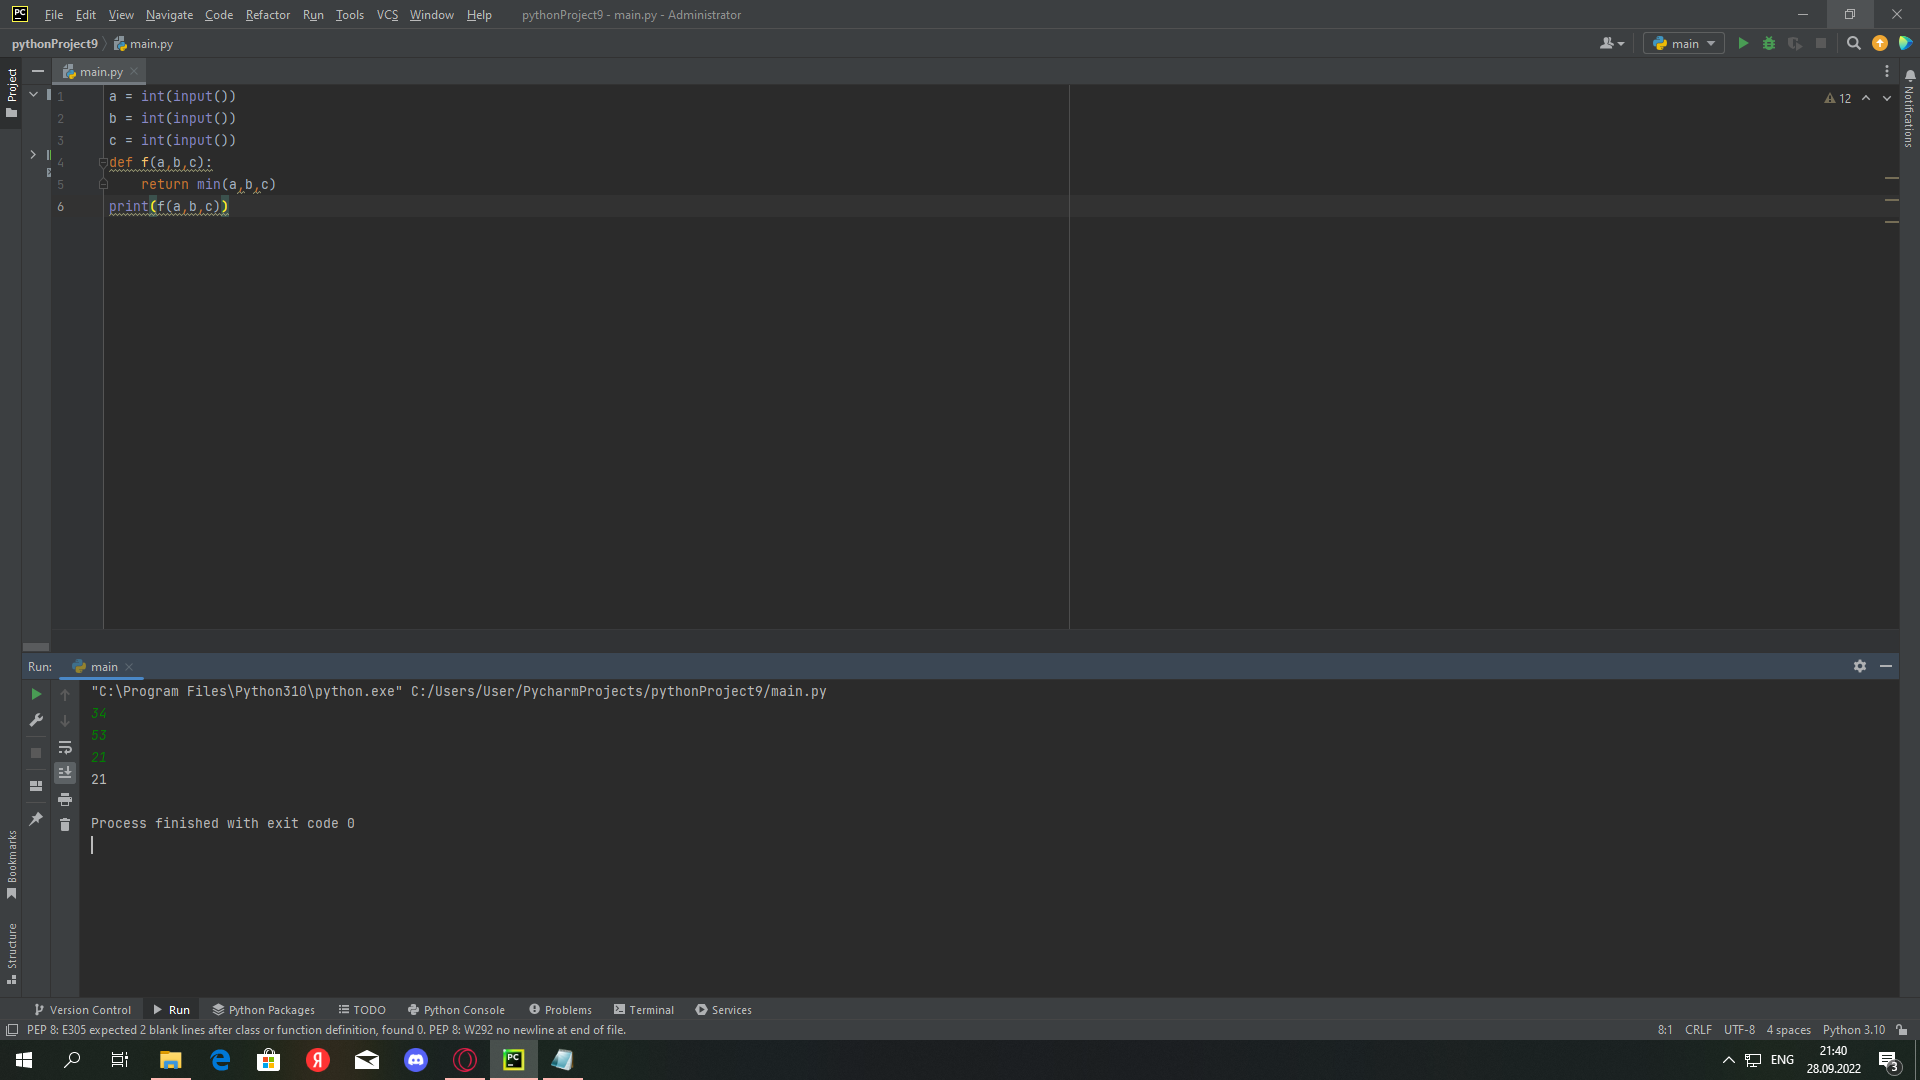 PC File Edit View Navigate Code Refactor Run Tools VCS Window Help pythonProject9 - main.py - Administrator
pythonProject9 main.py main
Project main.py
1 a = int(input()) 12
2 b = int(input())
3 c = int(input())
4 def f(a,b,c):
5 return min(a,b,c)
6 print(f(a,b,c))
Notifications
Run: main
"C:\Program Files\Python310\python.exe" C:/Users/User/PycharmProjects/pythonProject9/main.py
34
53
21
21
Process finished with exit code 0
Bookmarks
Structure
Version Control Run Python Packages TODO Python Console Problems Terminal Services
PEP 8: E305 expected 2 blank lines after class or function definition, found 0. PEP 8: W292 no newline at end of file. 8:1 CRLF UTF-8 4 spaces Python 3.10
Я PC ENG 21:40
28.09.2022 3